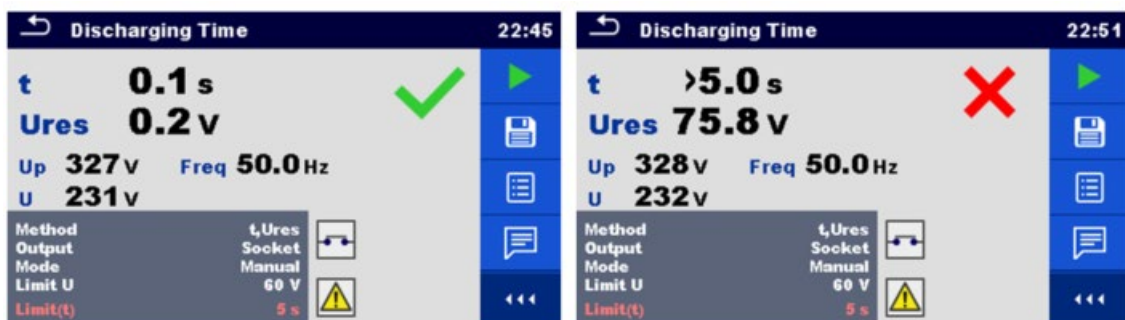 Discharging Time 22:45
t 0.1 s
Ures 0.2 V
Up 327 V Freq 50.0 Hz
U 231 V
Method t,Ures
Output Socket
Mode Manual
Limit U 60 V
Limit(t) 5 s
Discharging Time 22:51
t >5.0 s
Ures 75.8 V
Up 328 V Freq 50.0 Hz
U 232 V
Method t,Ures
Output Socket
Mode Manual
Limit U 60 V
Limit(t) 5 s